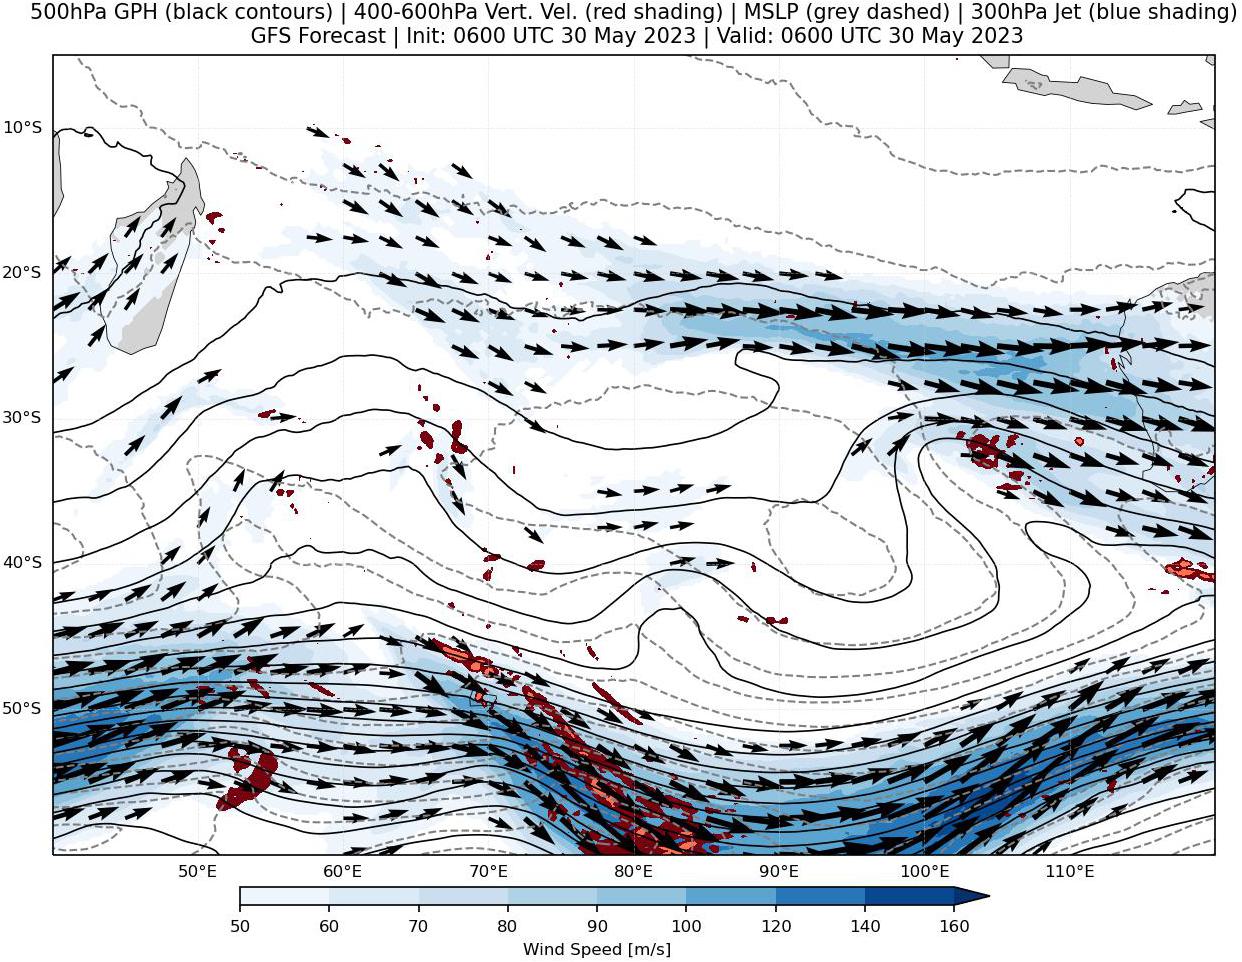 500hPa GPH (black contours) | 400-600hPa Vert. Vel. (red shading) | MSLP (grey dashed) | 300hPa Jet (blue shading)
GFS Forecast | Init: 0600 UTC 30 May 2023 | Valid: 0600 UTC 30 May 2023
10°S
20°S
30°S
40°S
50°S
50°E 60°E 70°E 80°E 90°E 100°E 110°E
50 60 70 80 90 100 120 140 160
Wind Speed [m/s]